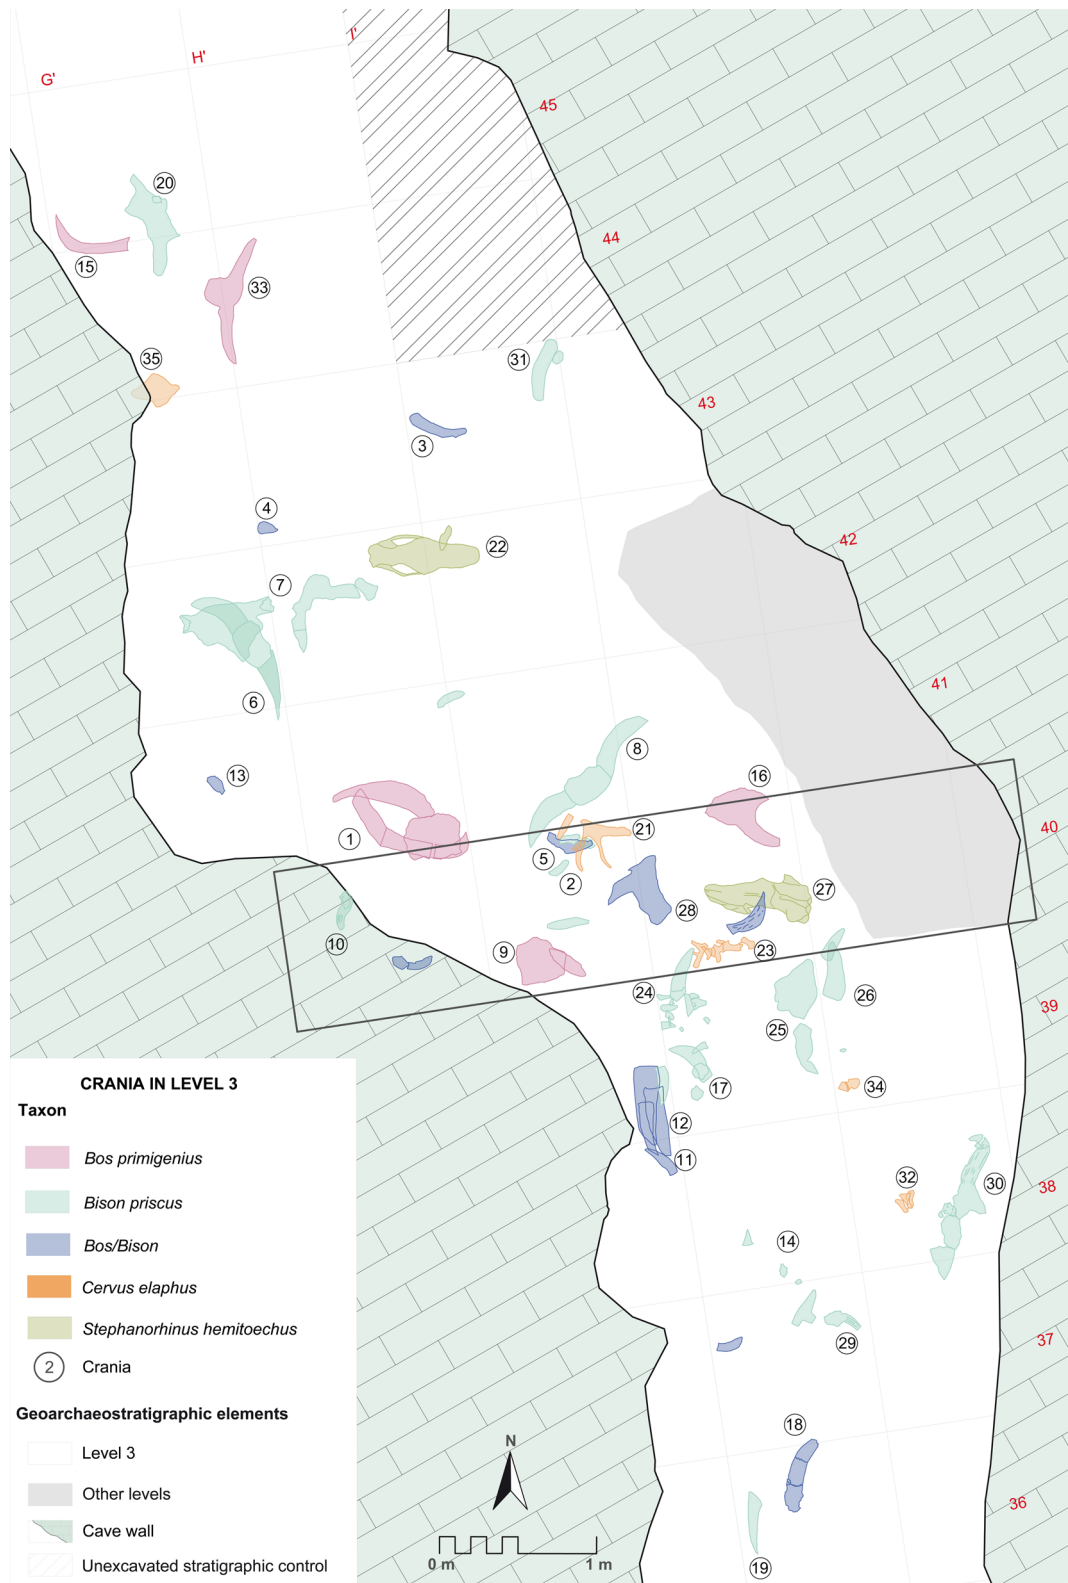 I'
H'
G'
45
20
44
15
33
35
31
43
3
4
42
22
7
41
6
8
13
16
40
1
21
5
2
27
28
10
9
23
24
26
39
25
17
34
12
11
32
30
38
14
37
29
18
36
19
CRANIA IN LEVEL 3
Taxon
Bos primigenius
Bison priscus
Bos/Bison
Cervus elaphus
Stephanorhinus hemitoechus
2 Crania
Geoarchaeostratigraphic elements
Level 3
Other levels
Cave wall
Unexcavated stratigraphic control
N
0 m 1 m